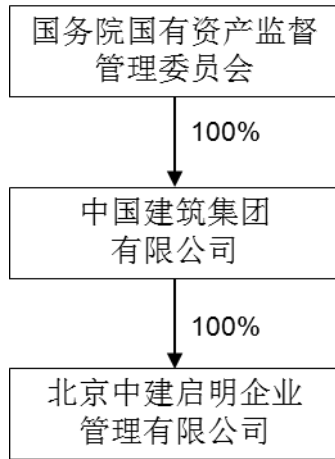 国务院国有资产监督
管理委员会
100%
中国建筑集团
有限公司
100%
北京中建启明企业
管理有限公司